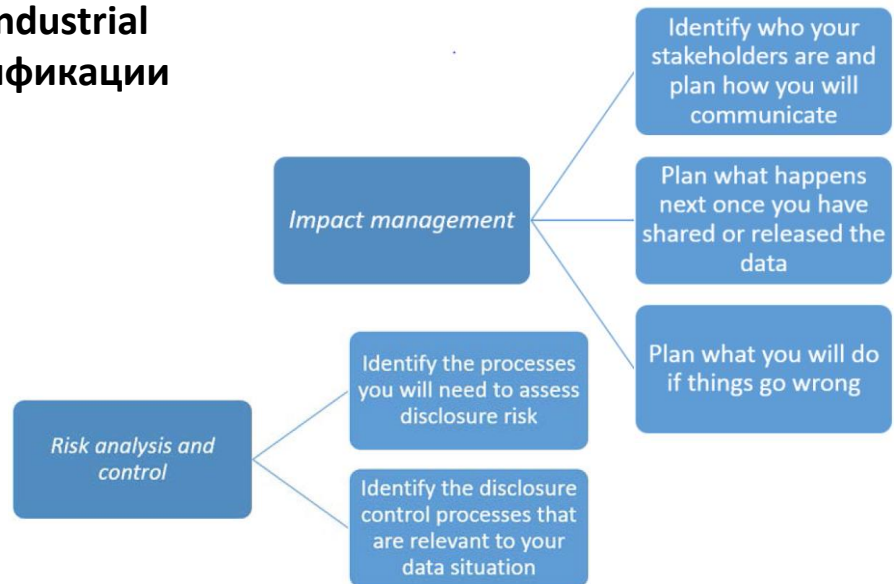 ndustrial
ификации
Identify who your
stakeholders are and
plan how you will
communicate
Impact management
Plan what happens
next once you have
shared or released the
data
Plan what you will do
if things go wrong
Identify the processes
you will need to assess
disclosure risk
Risk analysis and
control
Identify the disclosure
control processes that
are relevant to your
data situation